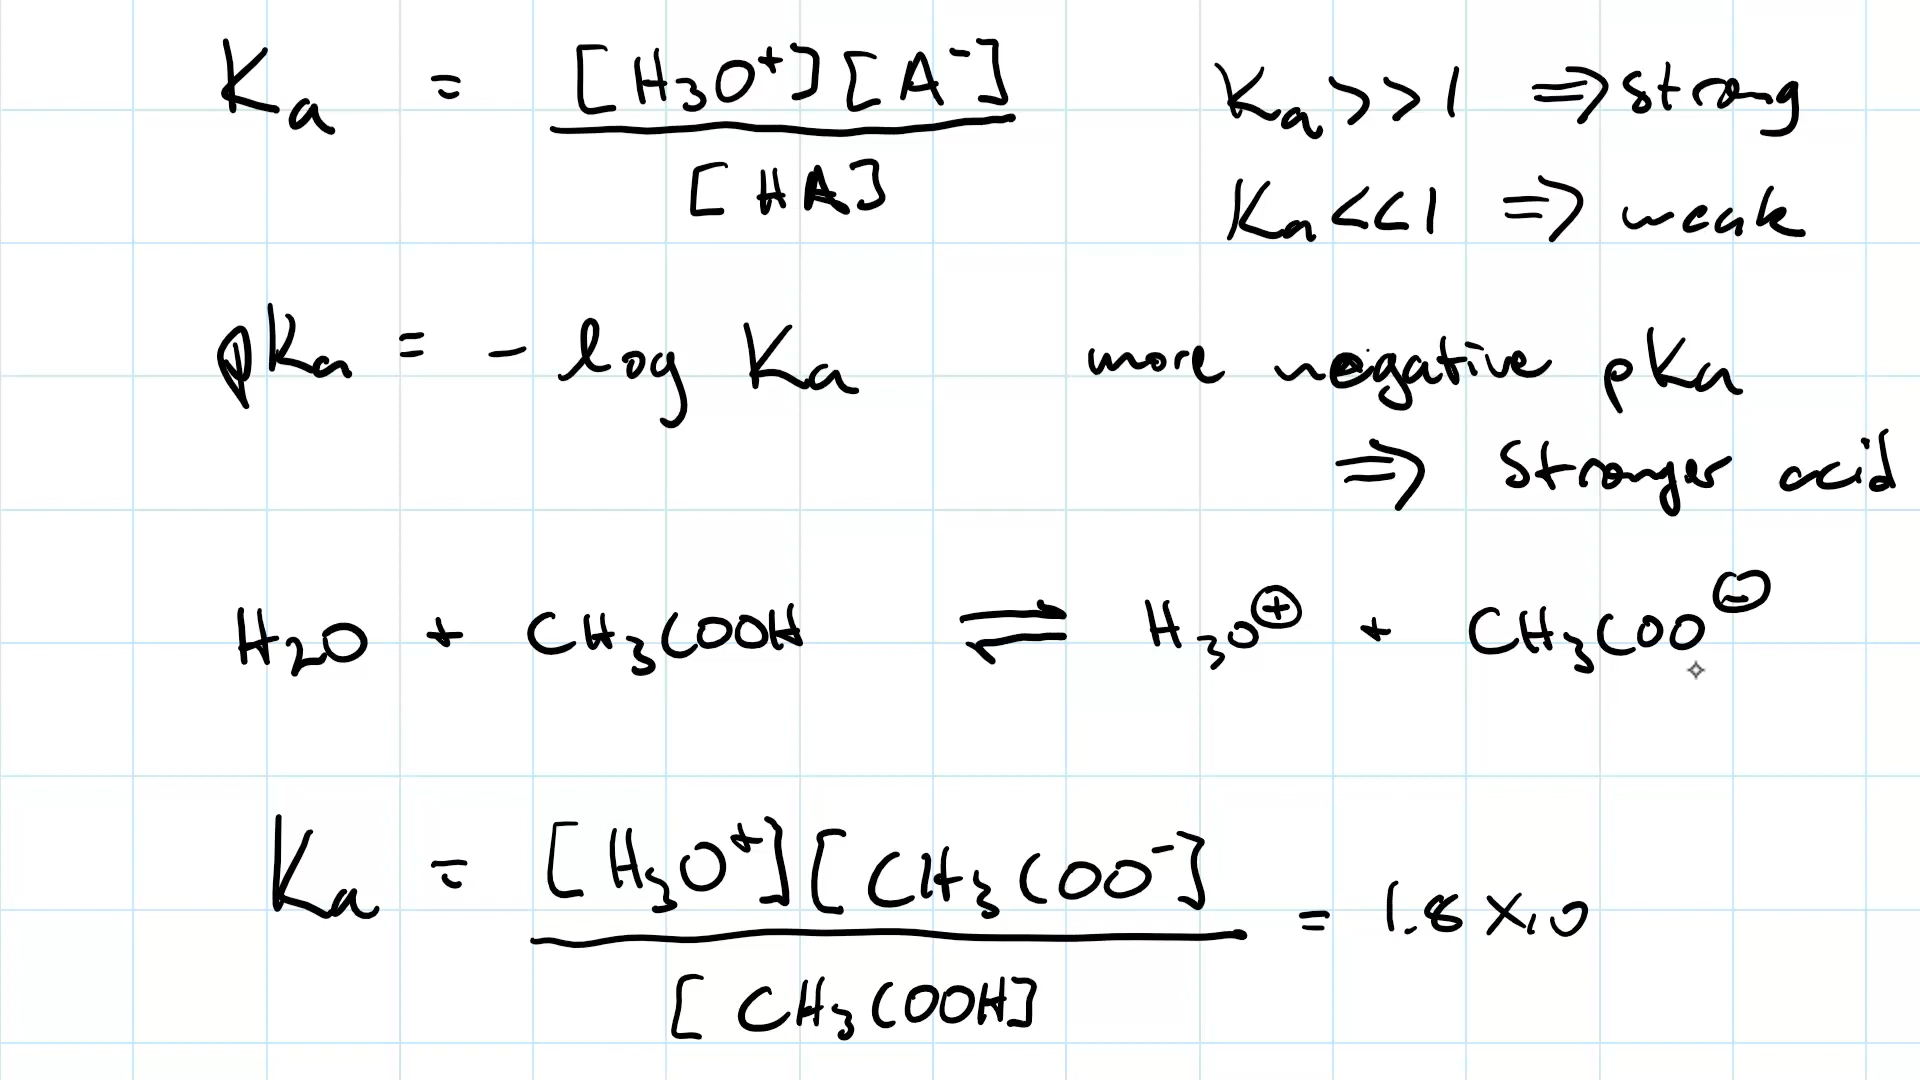 Ka = [H₃O⁺][A⁻] / [HA]
Ka >> 1 ⇒ strong
Ka << 1 ⇒ weak
pKa = - log Ka
more negative pKa
⇒ stronger acid
H₂O + CH₃COOH ⇌ H₃O⊕ + CH₃COO⊖
Ka = [H₃O⁺][CH₃COO⁻] / [CH₃COOH] = 1.8 x 10